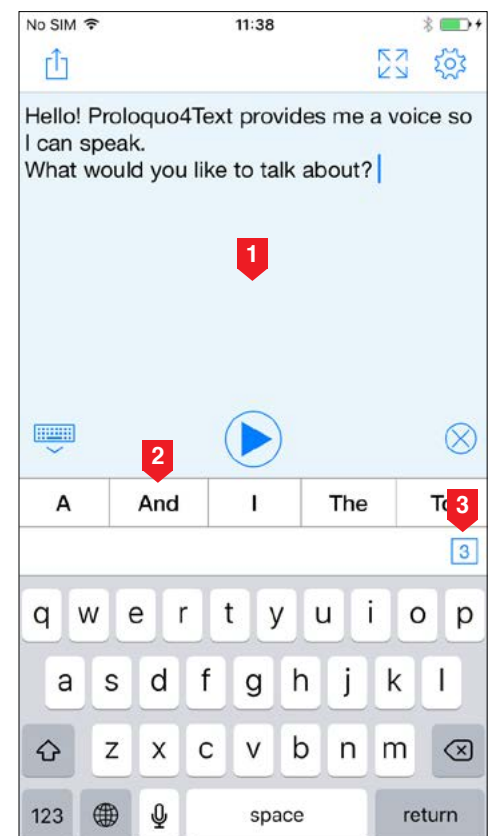 No SIM 11:38
Hello! Proloquo4Text provides me a voice so
I can speak.
What would you like to talk about?
1
2
3
A And I The To
3
q w e r t y u i o p
a s d f g h j k l
z x c v b n m
123 space return